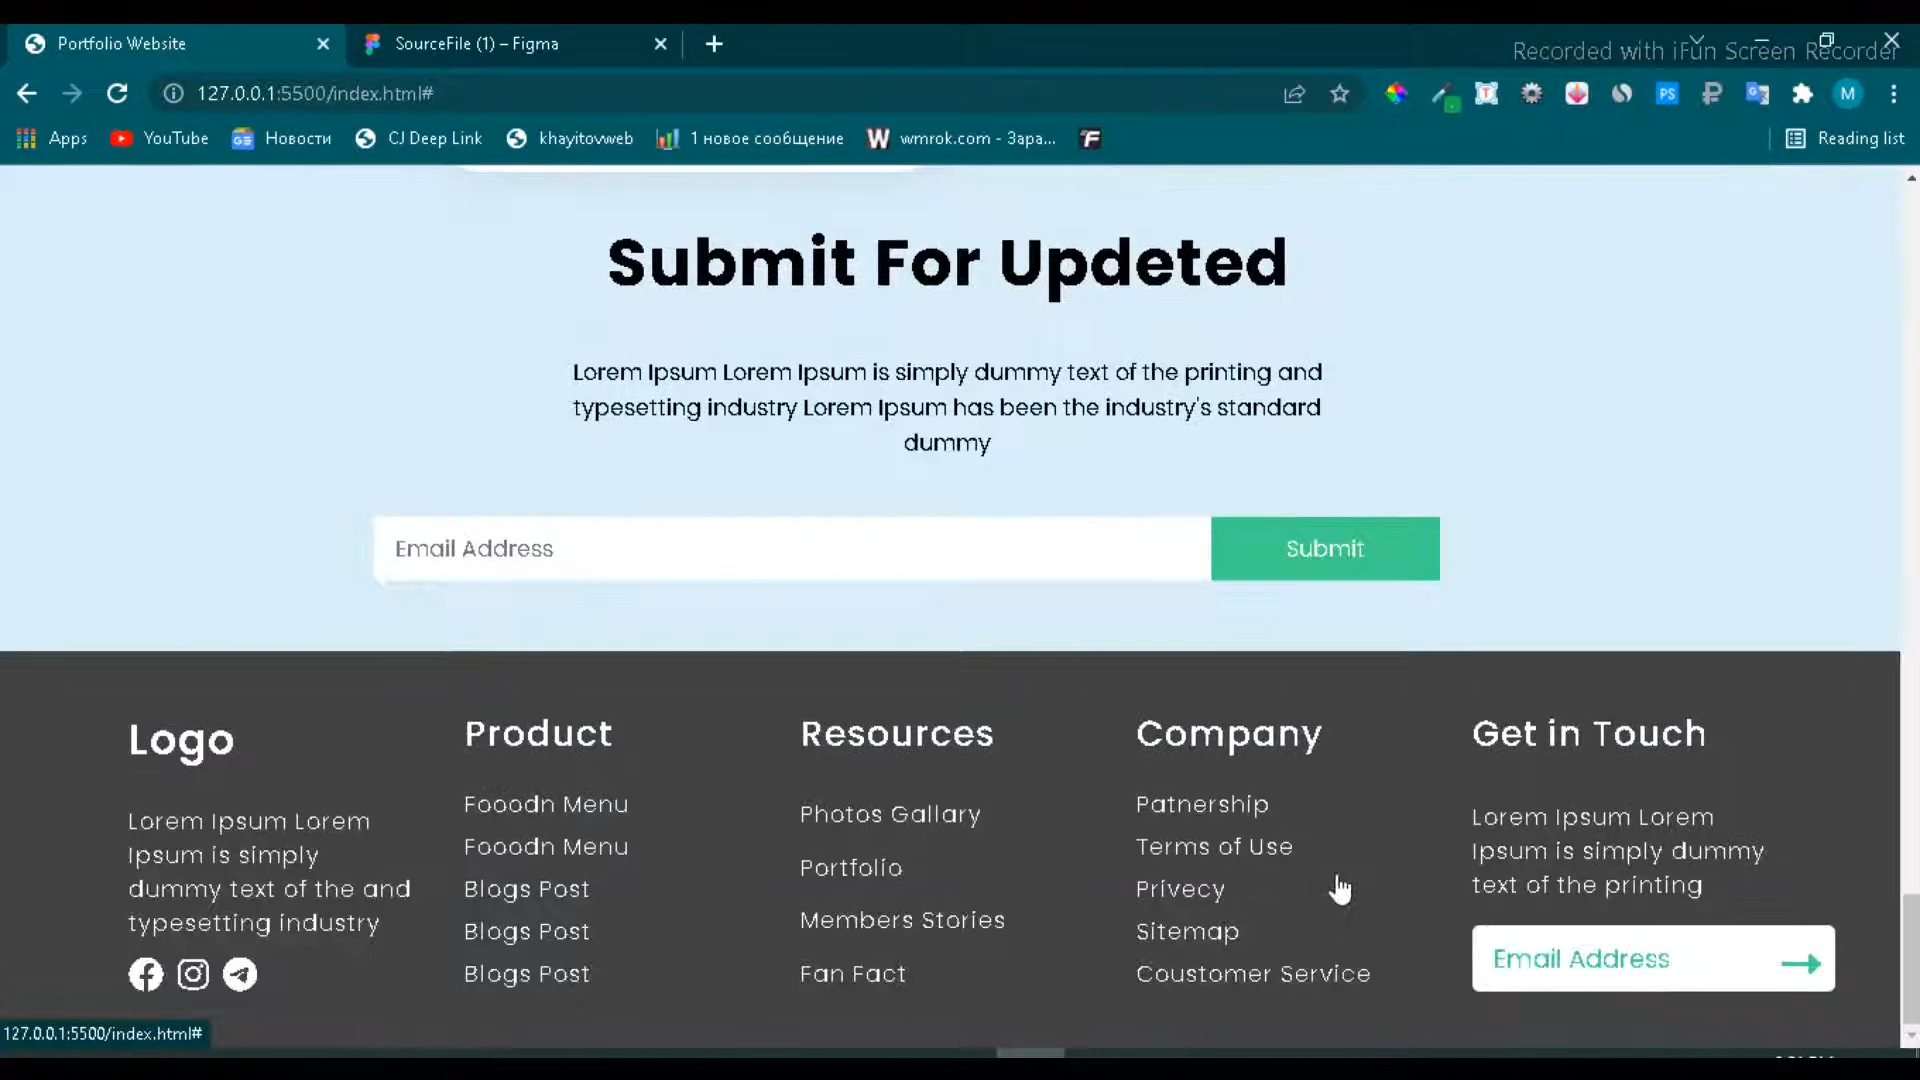 Portfolio Website
SourceFile (1) – Figma
Recorded with iFun Screen Recorder
127.0.0.1:5500/index.html#
PS
M
Apps
YouTube
Новости
CJ Deep Link
khayitovweb
1 новое сообщение
wmrok.com - Зара...
Reading list
Submit For Updeted
Lorem Ipsum Lorem Ipsum is simply dummy text of the printing and
typesetting industry Lorem Ipsum has been the industry's standard
dummy
Email Address
Submit
Logo
Lorem Ipsum Lorem
Ipsum is simply
dummy text of the and
typesetting industry
Product
Fooodn Menu
Fooodn Menu
Blogs Post
Blogs Post
Blogs Post
Resources
Photos Gallary
Portfolio
Members Stories
Fan Fact
Company
Patnership
Terms of Use
Privecy
Sitemap
Coustomer Service
Get in Touch
Lorem Ipsum Lorem
Ipsum is simply dummy
text of the printing
Email Address
127.0.0.1:5500/index.html#